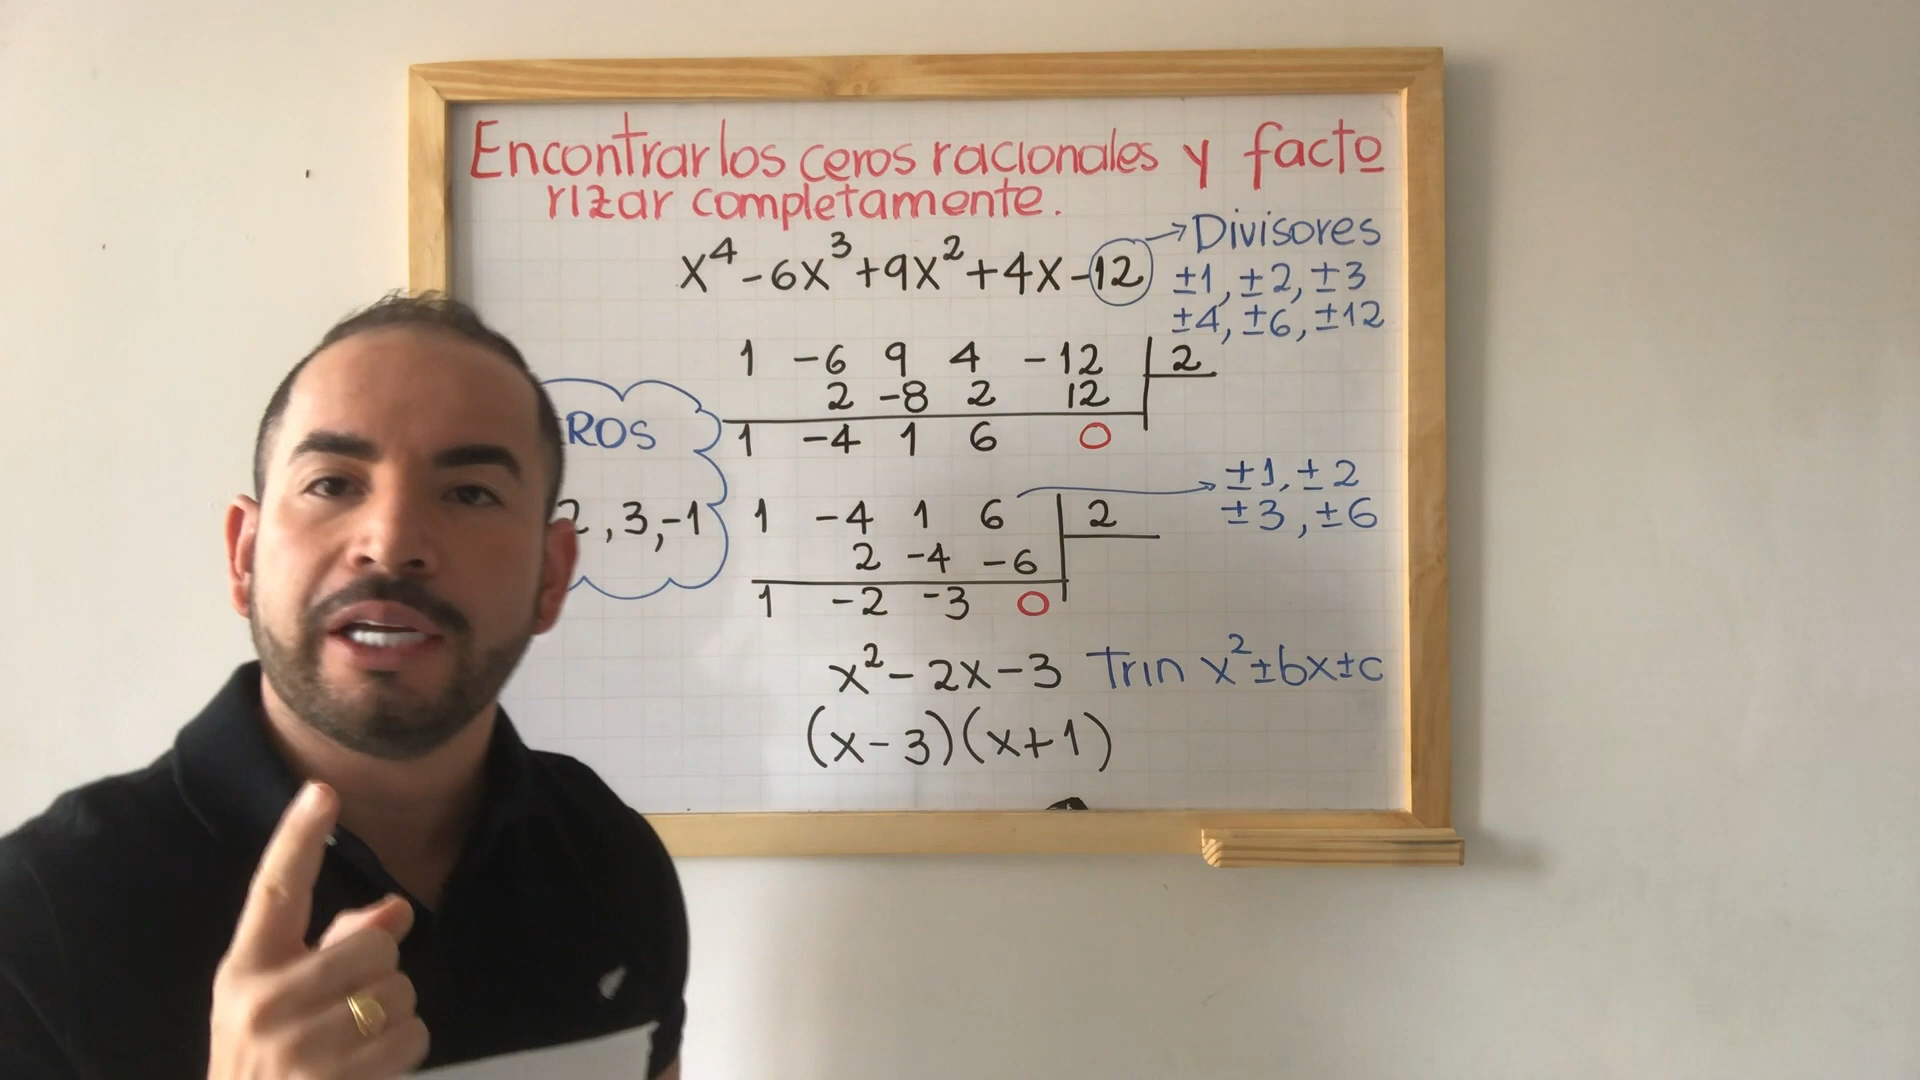 Encontrar los ceros racionales y facto
rizar completamente.
x⁴-6x³+9x²+4x-12
→Divisores
±1, ±2, ±3
±4, ±6, ±12
1 -6 9 4 -12 |2
2 -8 2 12
1 -4 1 6 0
ROS
2, 3, -1
1 -4 1 6 |2
→±1, ±2
±3, ±6
2 -4 -6
1 -2 -3 0
x²-2x-3 Trin x²±bx±c
(x-3)(x+1)